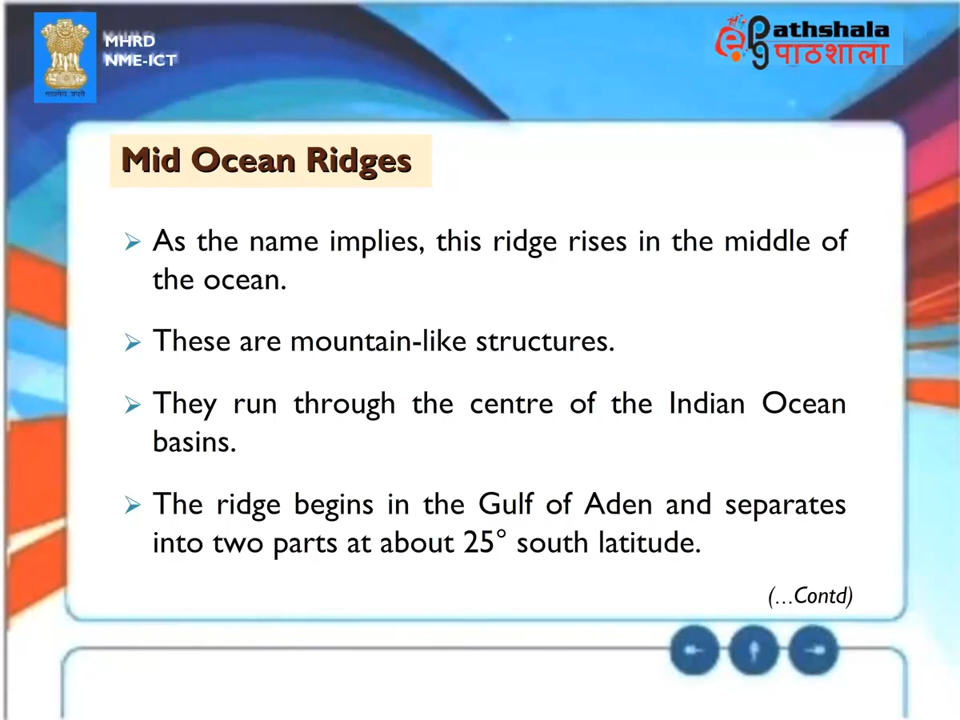 MHRD
NME-ICT
e pg athshala
पाठशाला
Mid Ocean Ridges
➢ As the name implies, this ridge rises in the middle of
the ocean.
➢ These are mountain-like structures.
➢ They run through the centre of the Indian Ocean
basins.
➢ The ridge begins in the Gulf of Aden and separates
into two parts at about 25° south latitude.
(...Contd)